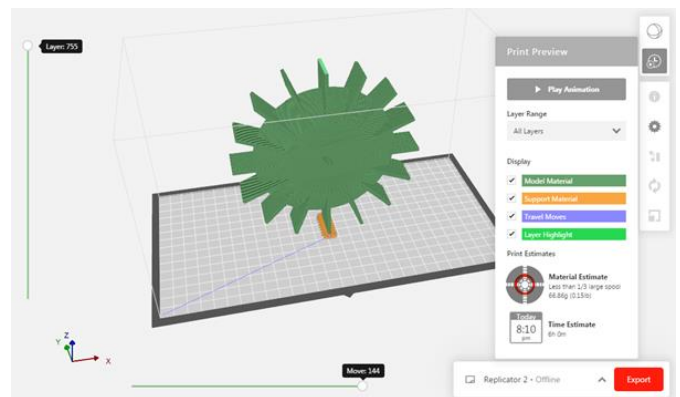 Layer: 755
Print Preview
Play Animation
Layer Range
All Layers
Display
Model Material
Support Material
Travel Moves
Layer Highlight
Print Estimates
Material Estimate
Less than 1/3 large spool
66.86g (0.15lb)
Today
8:10
pm
Time Estimate
6h 0m
Z
Y
X
Move: 144
Replicator 2 - Offline
Export